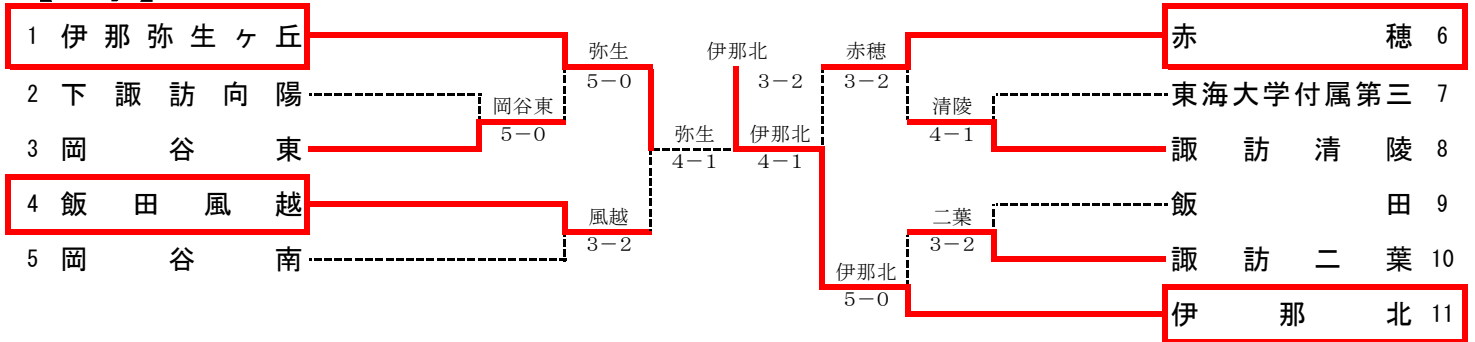 1 伊那弥生ヶ丘
2 下諏訪向陽
3 岡谷東
4 飯田風越
5 岡谷南
岡谷東
5-0
弥生
5-0
風越
3-2
弥生
4-1
伊那北
3-2
伊那北
4-1
赤穂
3-2
伊那北
5-0
清陵
4-1
二葉
3-2
赤穂 6
東海大学付属第三 7
諏訪清陵 8
飯田 9
諏訪二葉 10
伊那北 11